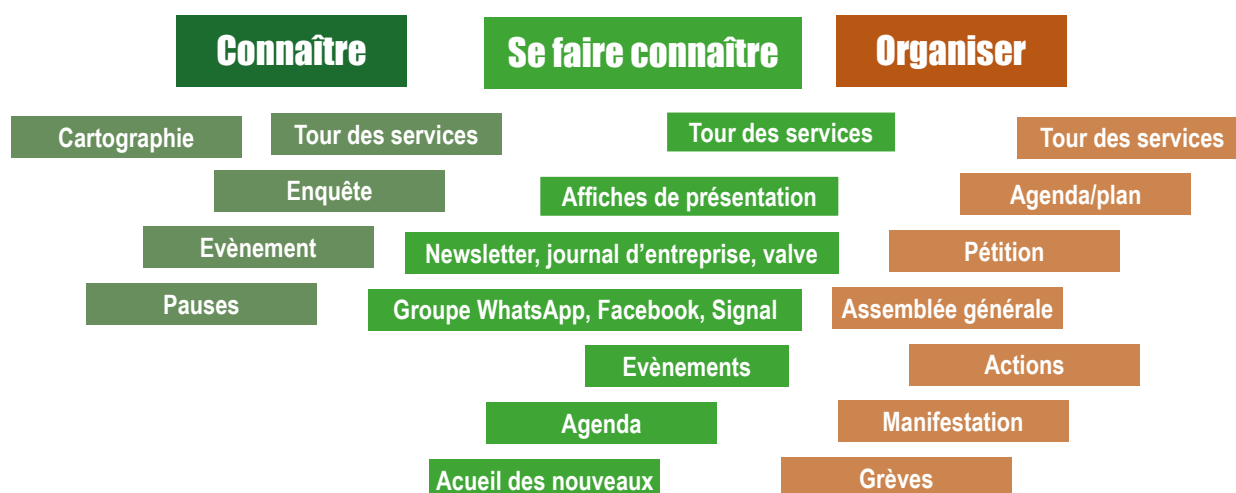 Connaître
Cartographie
Tour des services
Enquête
Evènement
Pauses
Se faire connaître
Tour des services
Affiches de présentation
Newsletter, journal d’entreprise, valve
Groupe WhatsApp, Facebook, Signal
Evènements
Agenda
Acueil des nouveaux
Organiser
Tour des services
Agenda/plan
Pétition
Assemblée générale
Actions
Manifestation
Grèves